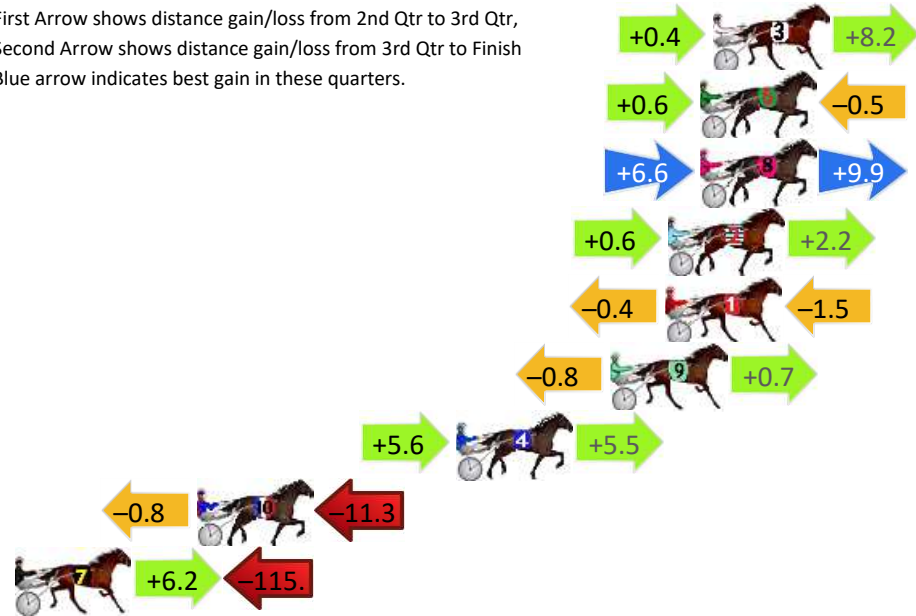 First Arrow shows distance gain/loss from 2nd Qtr to 3rd Qtr,
Second Arrow shows distance gain/loss from 3rd Qtr to Finish
Blue arrow indicates best gain in these quarters.
+0.4 3 +8.2
+0.6 5 –0.5
+6.6 8 +9.9
+0.6 2 +2.2
–0.4 1 –1.5
–0.8 9 +0.7
+5.6 4 +5.5
–0.8 10 –11.3
7 +6.2 –115.